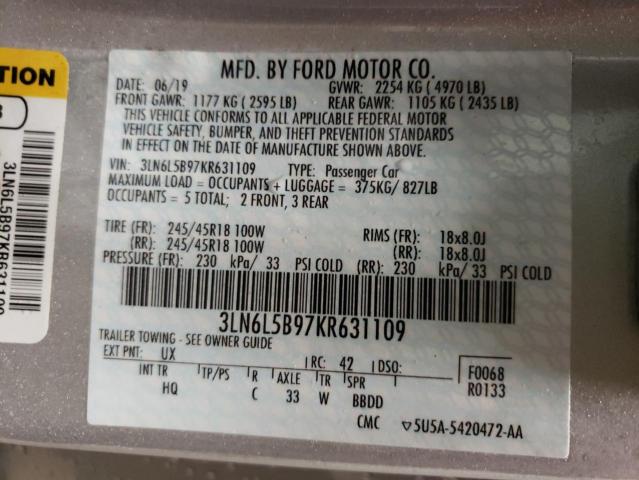 MFD. BY FORD MOTOR CO.
DATE: 06/19 GVWR: 2254 KG ( 4970 LB)
FRONT GAWR: 1177 KG ( 2595 LB) REAR GAWR: 1105 KG ( 2435 LB)
THIS VEHICLE CONFORMS TO ALL APPLICABLE FEDERAL MOTOR
VEHICLE SAFETY, BUMPER, AND THEFT PREVENTION STANDARDS
IN EFFECT ON THE DATE OF MANUFACTURE SHOWN ABOVE.
VIN: 3LN6L5B97KR631109 TYPE: Passenger Car
MAXIMUM LOAD = OCCUPANTS + LUGGAGE = 375KG/ 827LB
OCCUPANTS = 5 TOTAL; 2 FRONT, 3 REAR
TIRE (FR): 245/45R18 100W RIMS (FR): 18x8.0J
(RR): 245/45R18 100W (RR): 18x8.0J
PRESSURE (FR): 230 kPa/ 33 PSI COLD (RR): 230 kPa/ 33 PSI COLD
3LN6L5B97KR631109
TRAILER TOWING - SEE OWNER GUIDE
EXT PNT: UX RC: 42 DSO: F0068
INT TR TP/PS R AXLE TR SPR R0133
HQ C 33 W BBDD
CMC ▽5U5A-5420472-AA
TION
3LN6L5B97KR631109